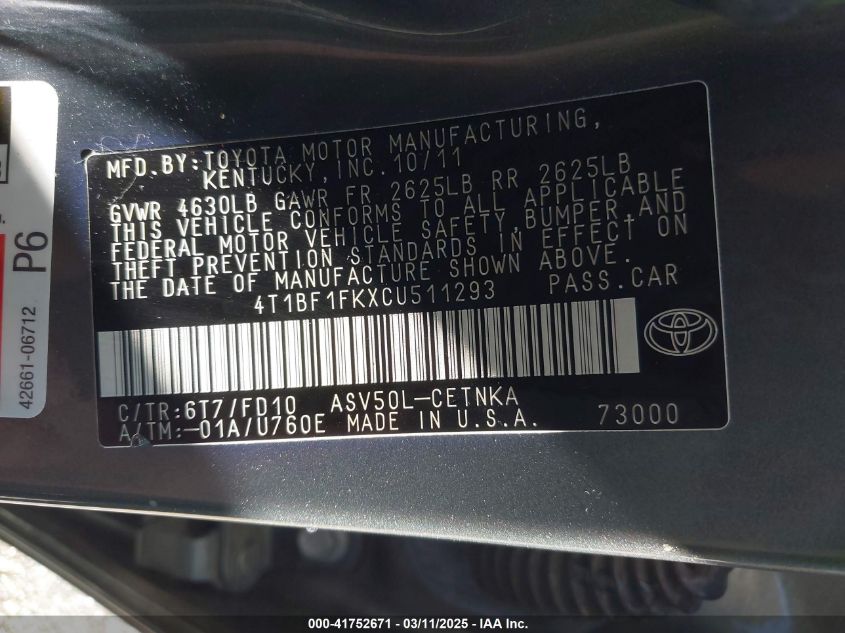 MFD.BY:TOYOTA MOTOR MANUFACTURING,
KENTUCKY,INC.10/11
GVWR 4630LB GAWR FR 2625LB RR 2625LB
THIS VEHICLE CONFORMS TO ALL APPLICABLE
FEDERAL MOTOR VEHICLE SAFETY,BUMPER,AND
THEFT PREVENTION STANDARDS IN EFFECT ON
THE DATE OF MANUFACTURE SHOWN ABOVE.
4T1BF1FKXCU511293 PASS.CAR
C/TR:6T7/FD10 ASV50L-CETNKA
A/TM:-01A/U760E MADE IN U.S.A. 73000
P6
42661-06712
000-41752671 - 03/11/2025 - IAA Inc.